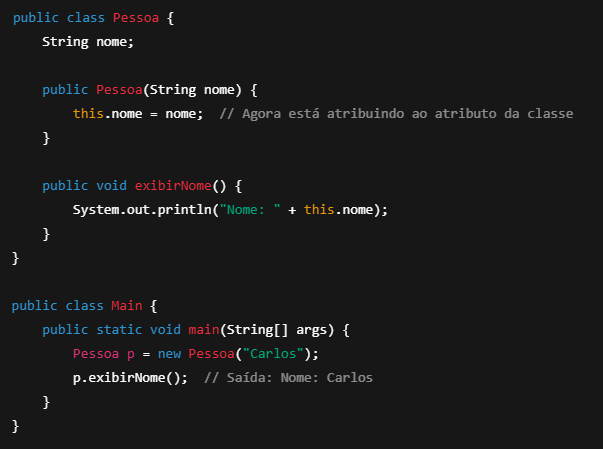 public class Pessoa {
    String nome;

    public Pessoa(String nome) {
        this.nome = nome;  // Agora está atribuindo ao atributo da classe
    }

    public void exibirNome() {
        System.out.println("Nome: " + this.nome);
    }
}

public class Main {
    public static void main(String[] args) {
        Pessoa p = new Pessoa("Carlos");
        p.exibirNome();  // Saída: Nome: Carlos
    }
}